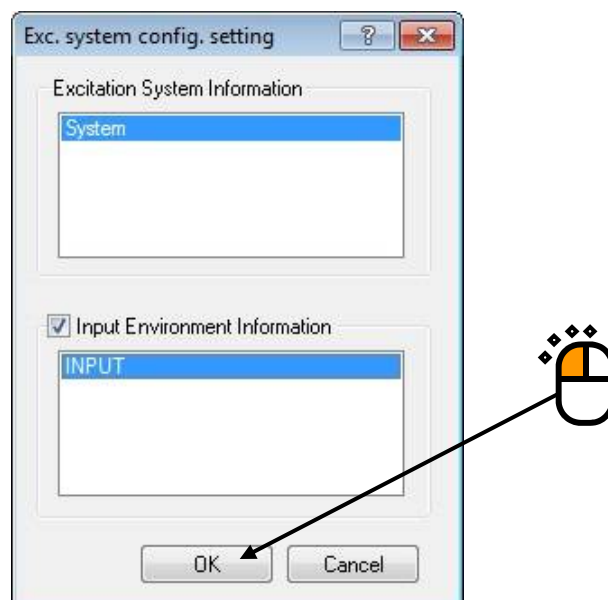 Exc. system config. setting ?
Excitation System Information
System
Input Environment Information
INPUT
OK Cancel